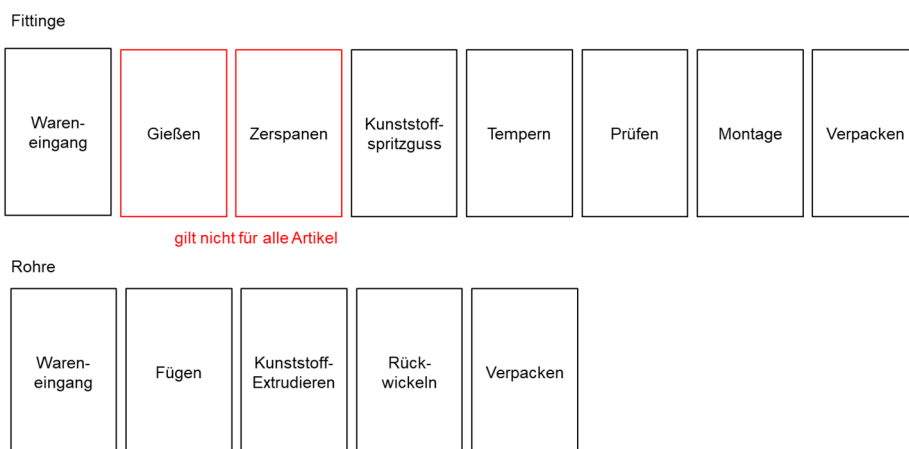 Fittinge
Waren-
eingang
Gießen
Zerspanen
Kunststoff-
spritzguss
Tempern
Prüfen
Montage
Verpacken
gilt nicht für alle Artikel
Rohre
Waren-
eingang
Fügen
Kunststoff-
Extrudieren
Rück-
wickeln
Verpacken